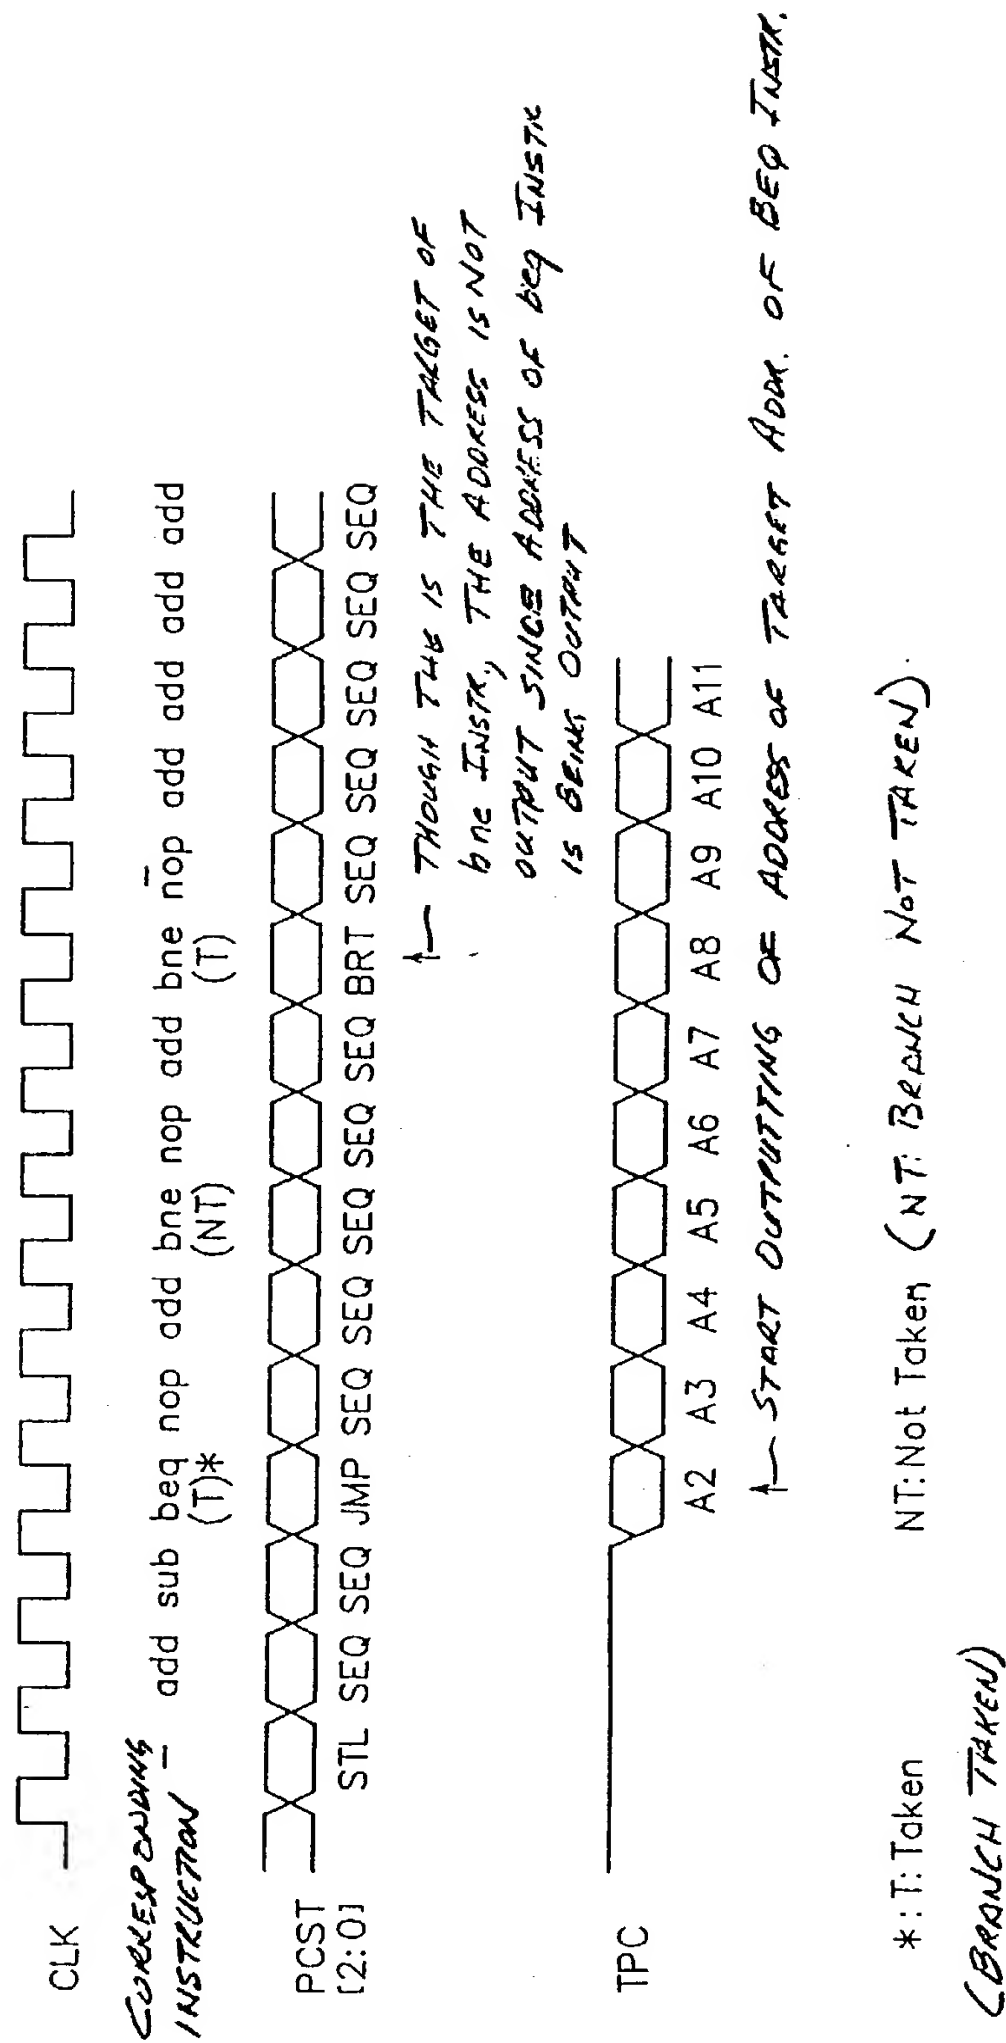 CLK
CORRESPONDING
INSTRUCTION
– add sub beq nop add bne nop add bne nop add add add add
(T)* (NT) (T)
PCST
[2:0]
STL SEQ SEQ JMP SEQ SEQ SEQ SEQ SEQ BRT SEQ SEQ SEQ SEQ SEQ
THOUGH THIS IS THE TARGET OF
bne INSTR., THE ADDRESS IS NOT
OUTPUT SINCE ADDRESS OF beq INSTR
IS BEING OUTPUT
TPC
A2 A3 A4 A5 A6 A7 A8 A9 A10 A11
START OUTPUTTING OF ADDRESS OF TARGET ADDR. OF BEQ INSTR.
*: T: Taken NT: Not Taken (NT: BRANCH NOT TAKEN).
(BRANCH TAKEN)